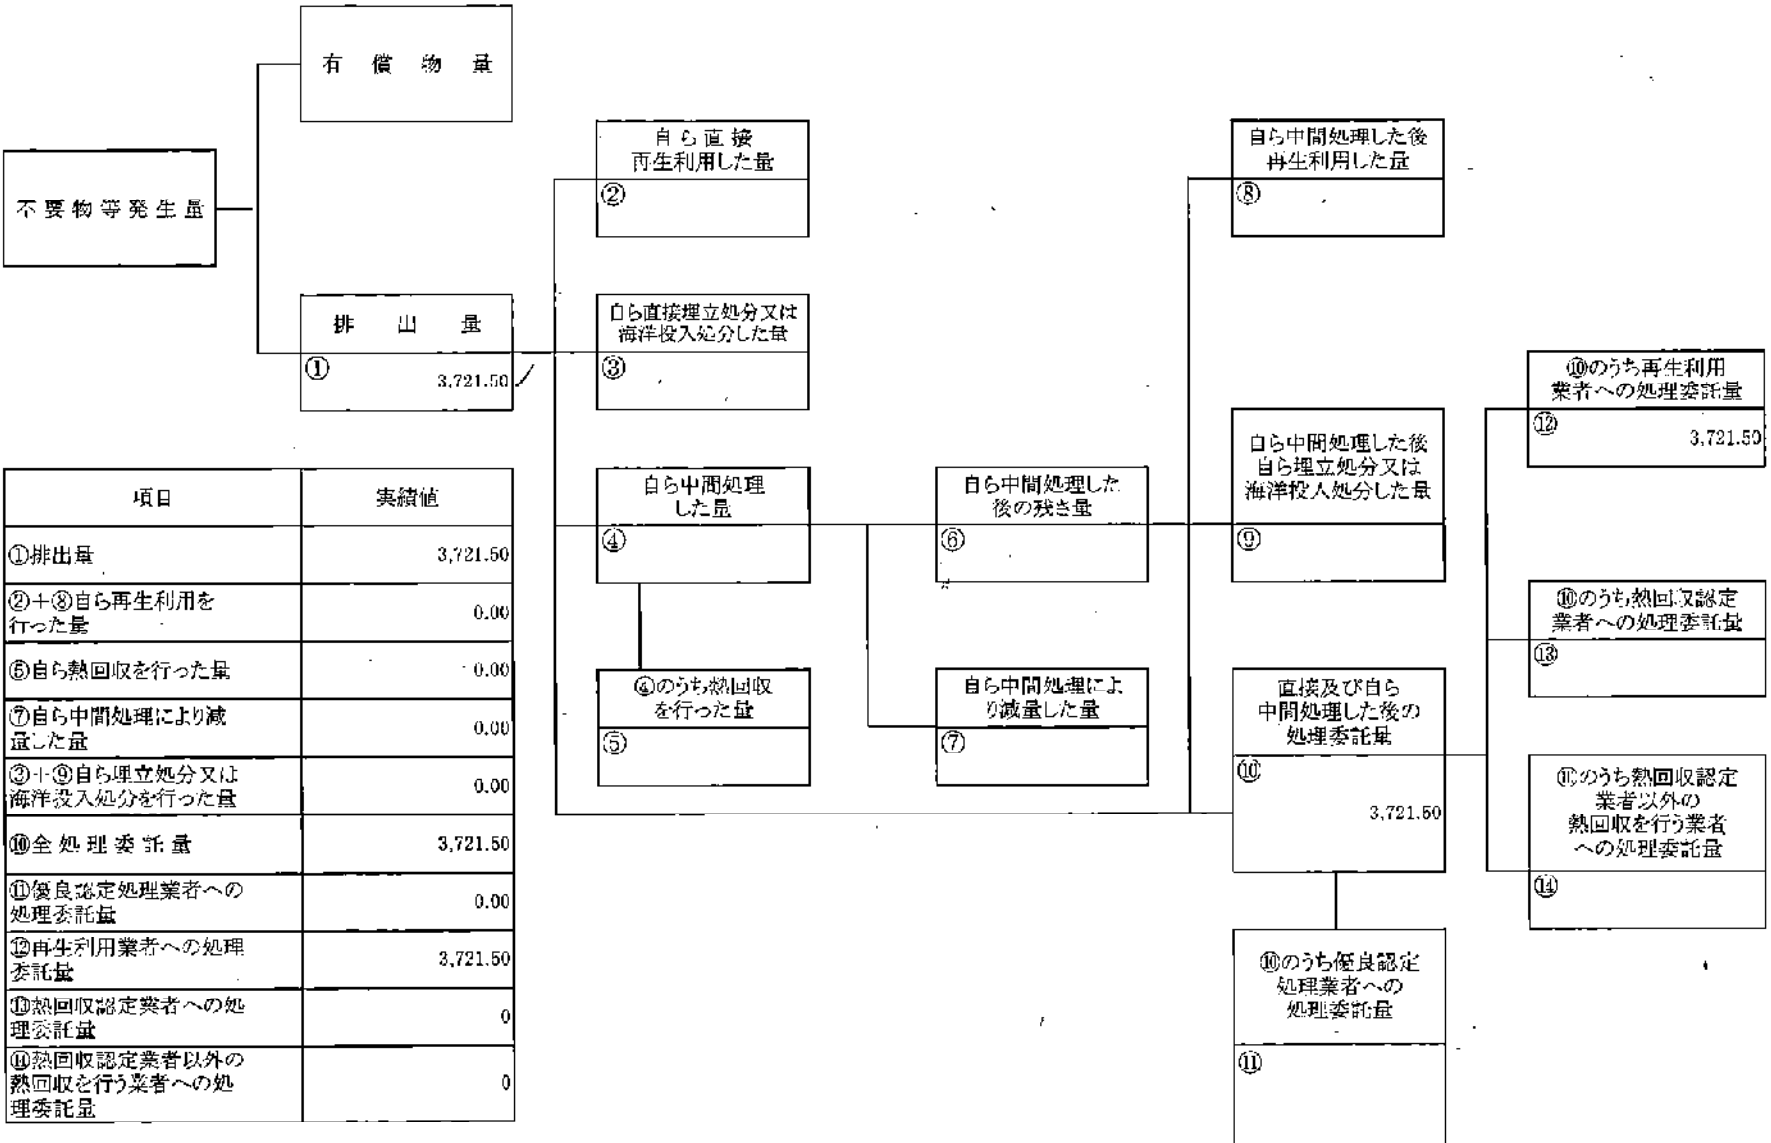 有償物量
不要物等発生量
排出量
①
3,721.50
自ら直接
再生利用した量
②
自ら直接埋立処分又は
海洋投入処分した量
③
自ら中間処理
した量
④
④のうち熱回収
を行った量
⑤
自ら中間処理した
後の残さ量
⑥
自ら中間処理によ
り減量した量
⑦
自ら中間処理した後
再生利用した量
⑧
自ら中間処理した後
自ら埋立処分又は
海洋投入処分した量
⑨
直接及び自ら
中間処理した後の
処理委託量
⑩
3,721.50
⑩のうち優良認定
処理業者への
処理委託量
⑪
⑩のうち再生利用
業者への処理委託量
⑫
3,721.50
⑩のうち熱回収認定
業者への処理委託量
⑬
⑩のうち熱回収認定
業者以外の
熱回収を行う業者
への処理委託量
⑭
項目 実績値
①排出量 3,721.50
②+⑧自ら再生利用を
行った量 0.00
⑤自ら熱回収を行った量 0.00
⑦自ら中間処理により減
量した量 0.00
③+⑨自ら埋立処分又は
海洋投入処分を行った量 0.00
⑩全処理委託量 3,721.50
⑪優良認定処理業者への
処理委託量 0.00
⑫再生利用業者への処理
委託量 3,721.50
⑬熱回収認定業者への処
理委託量 0
⑭熱回収認定業者以外の
熱回収を行う業者への処
理委託量 0